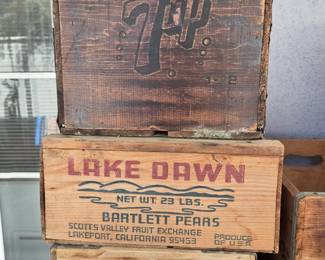 7up
LAKE DAWN
NET WT. 23 LBS.
BARTLETT PEARS
SCOTTS VALLEY FRUIT EXCHANGE
LAKEPORT, CALIFORNIA 95453
PRODUCE
OF U.S.A.